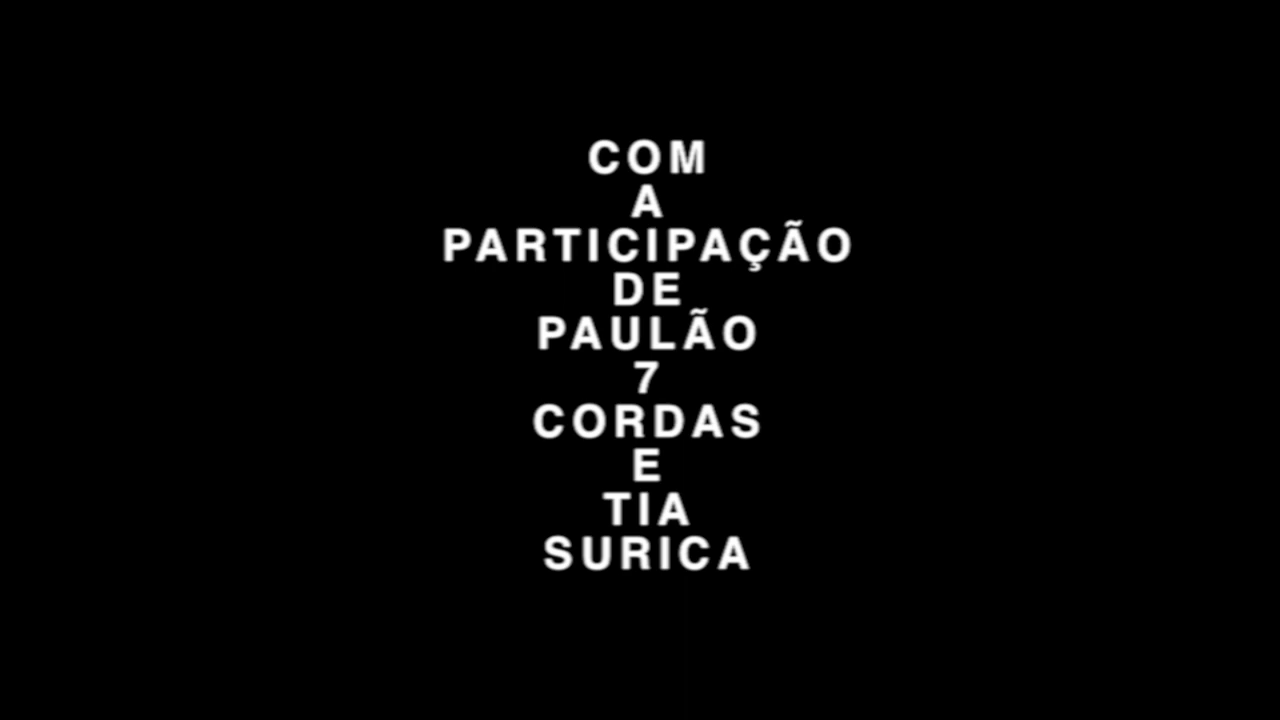 COM
A
PARTICIPAÇÃO
DE
PAULÃO
7
CORDAS
E
TIA
SURICA